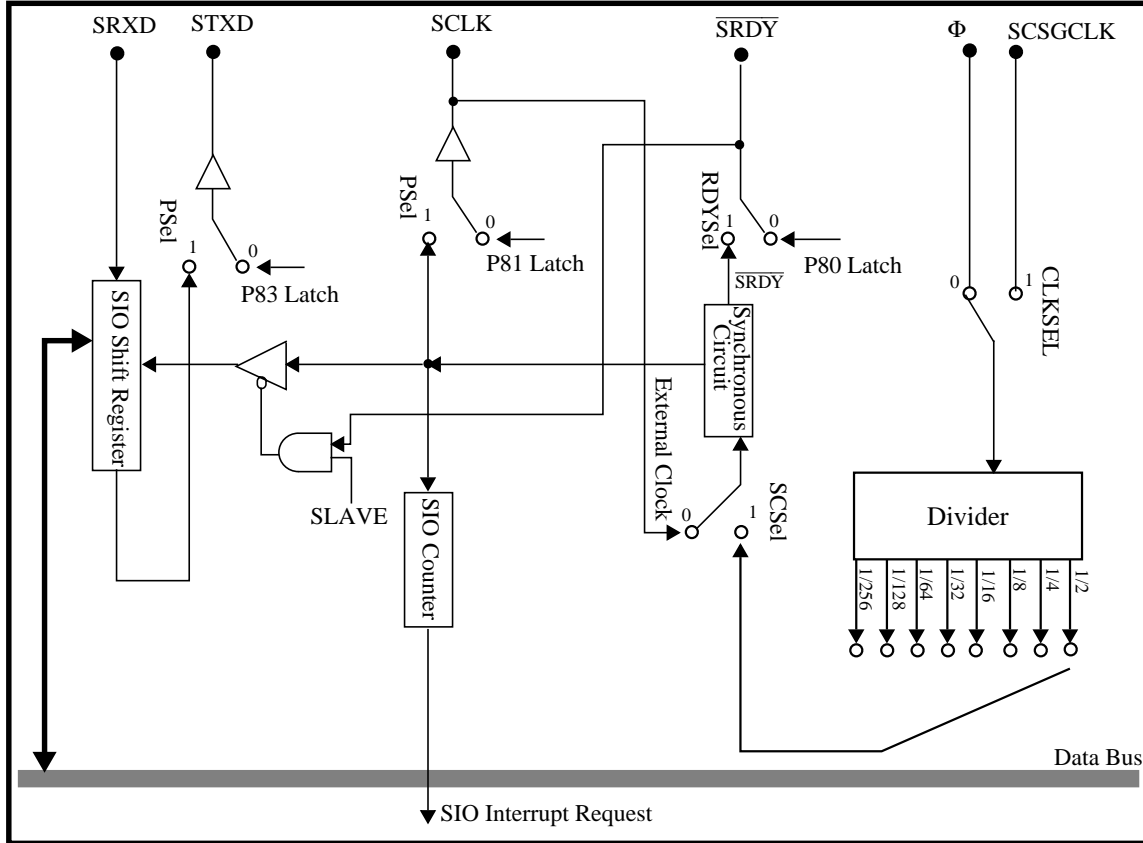 SRXD
STXD
SCLK
SRDY
Φ
SCSGCLK
PSel
1
0
P83 Latch
PSel
1
0
P81 Latch
RDYSel
1
0
P80 Latch
SRDY
0
1
CLKSEL
SIO Shift Register
Synchronous
Circuit
SLAVE
SIO Counter
External Clock
0
1
SCSel
Divider
1/256
1/128
1/64
1/32
1/16
1/8
1/4
1/2
Data Bus
SIO Interrupt Request